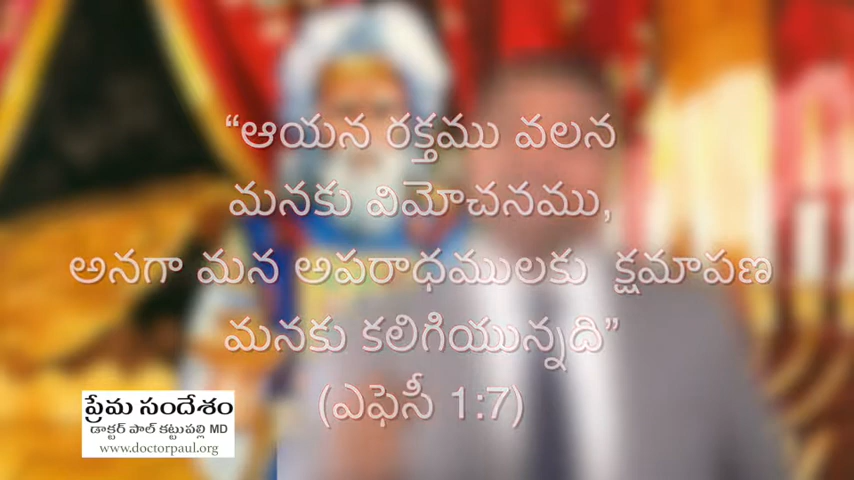 “ఆయన రక్తము వలన
మనకు విమోచనము,
అనగా మన అపరాధములకు క్షమాపణ
మనకు కలిగియున్నది”
(ఎఫెసీ 1:7)
ప్రేమ సందేశం
డాక్టర్ పాల్ కట్టుపల్లి MD
www.doctorpaul.org